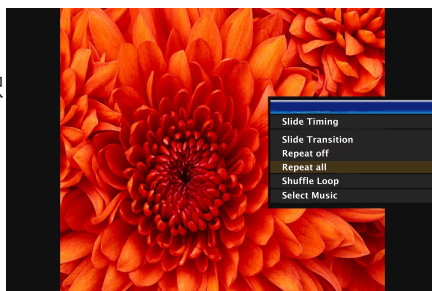 Slide Timing
Slide Transition
Repeat off
Repeat all
Shuffle Loop
Select Music